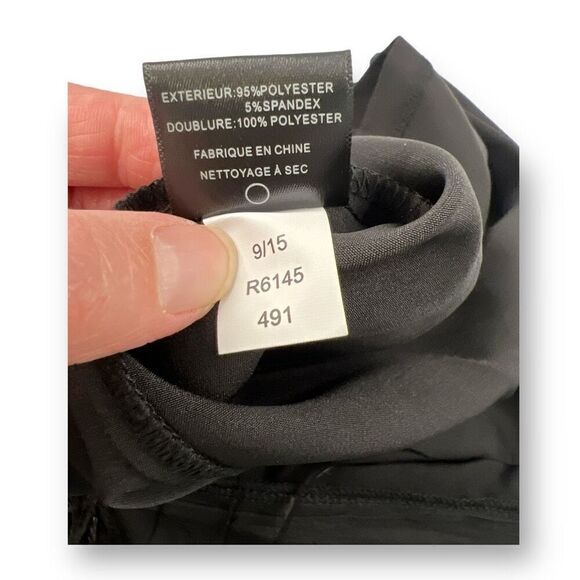 EXTERIEUR:95%POLYESTER
5%SPANDEX
DOUBLURE:100% POLYESTER
FABRIQUE EN CHINE
NETTOYAGE À SEC
9/15
R6145
491